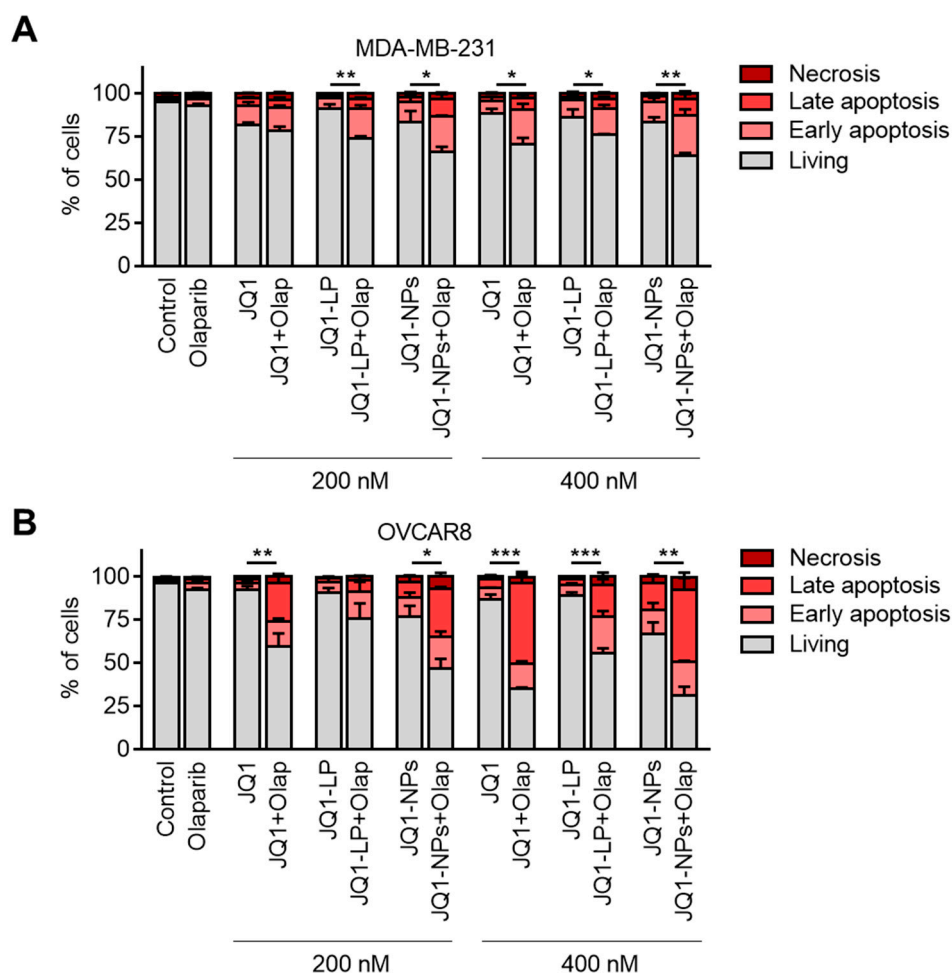 A
MDA-MB-231
** * * * **
100
75
50
25
0
% of cells
Necrosis
Late apoptosis
Early apoptosis
Living
Control
Olaparib
JQ1
JQ1+Olap
JQ1-LP
JQ1-LP+Olap
JQ1-NPs
JQ1-NPs+Olap
JQ1
JQ1+Olap
JQ1-LP
JQ1-LP+Olap
JQ1-NPs
JQ1-NPs+Olap
200 nM
400 nM
B
OVCAR8
** * *** *** **
100
75
50
25
0
% of cells
Necrosis
Late apoptosis
Early apoptosis
Living
Control
Olaparib
JQ1
JQ1+Olap
JQ1-LP
JQ1-LP+Olap
JQ1-NPs
JQ1-NPs+Olap
JQ1
JQ1+Olap
JQ1-LP
JQ1-LP+Olap
JQ1-NPs
JQ1-NPs+Olap
200 nM
400 nM